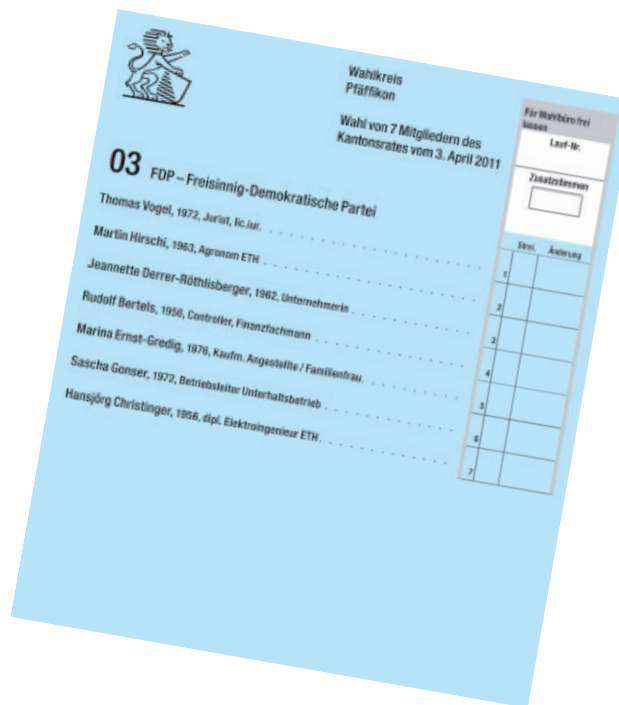 Wahlkreis
Pfäffikon
Wahl von 7 Mitgliedern des
Kantonsrates vom 3. April 2011
Für Wahlbüro frei
lassen
Lauf-Nr.
Zusatzstimmen
Strei. Änderung
03 FDP – Freisinnig-Demokratische Partei
Thomas Vogel, 1972, Jurist, lic.iur.
1
Martin Hirschi, 1963, Agronom ETH
2
Jeannette Derrer-Röthlisberger, 1962, Unternehmerin
3
Rudolf Bertels, 1956, Controller, Finanzfachmann
4
Marina Ernst-Gredig, 1976, Kaufm. Angestellte / Familienfrau
5
Sascha Gonser, 1972, Betriebsleiter Unterhaltsbetrieb
6
Hansjörg Christinger, 1956, dipl. Elektroingenieur ETH
7